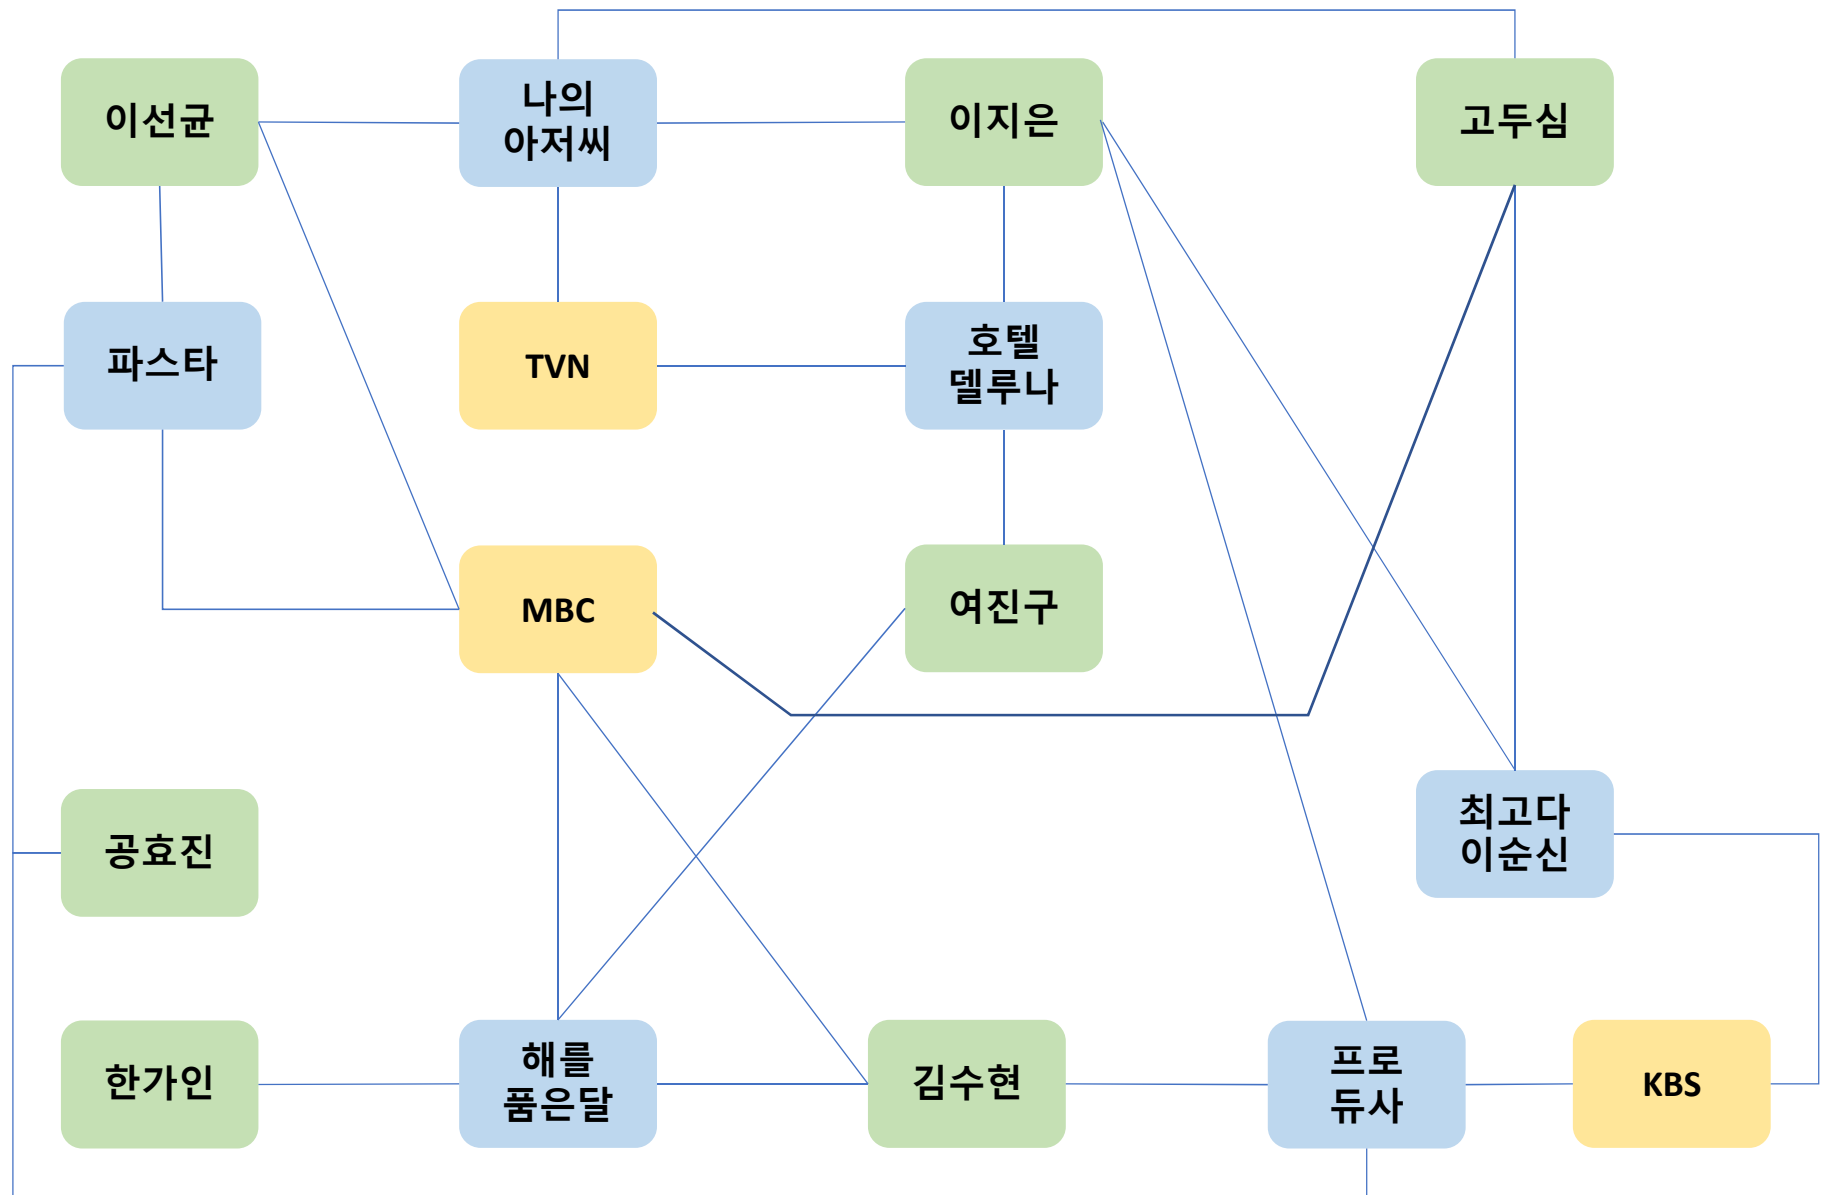 이선균
나의
아저씨
이지은
고두심
파스타
TVN
호텔
델루나
MBC
여진구
공효진
최고다
이순신
한가인
해를
품은달
김수현
프로
듀사
KBS